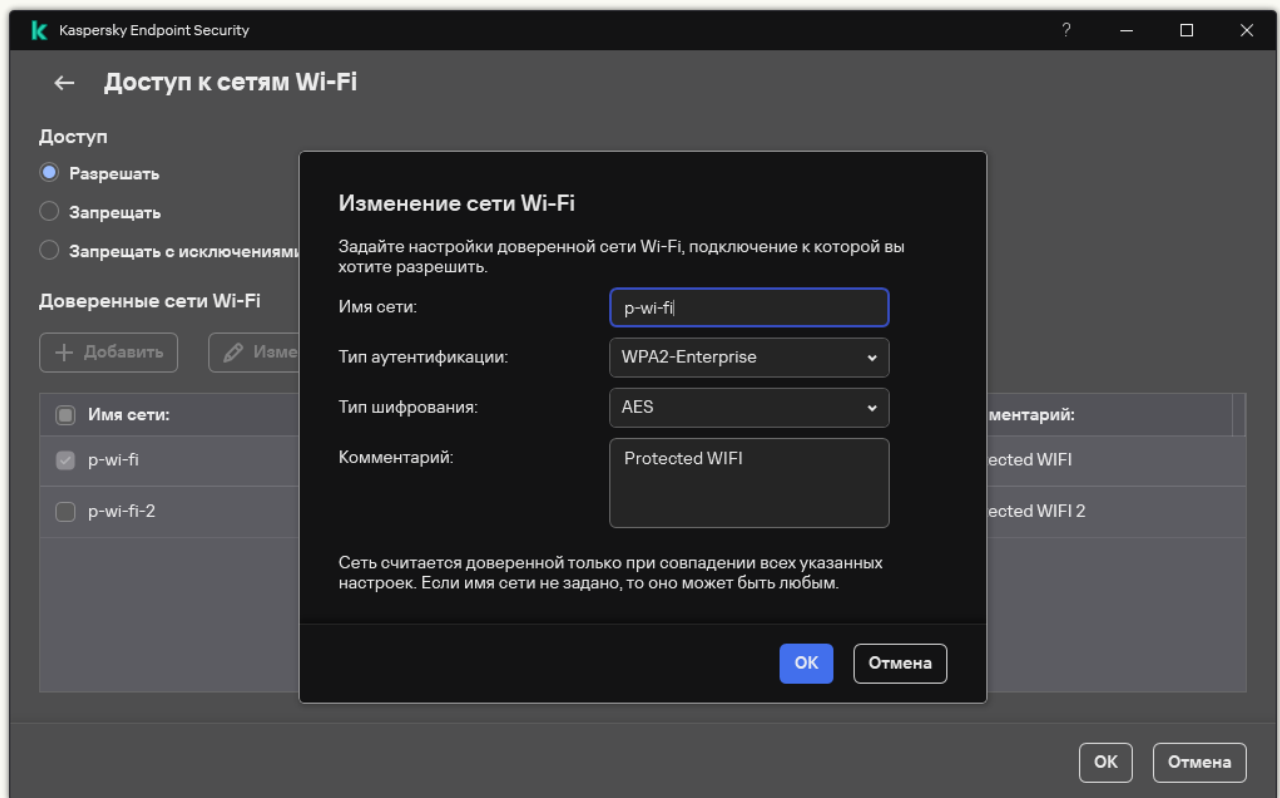 Kaspersky Endpoint Security
?
Доступ к сетям Wi-Fi
Доступ
Разрешать
Запрещать
Запрещать с исключениями
Доверенные сети Wi-Fi
Добавить
Изме
Имя сети:
ментарий:
p-wi-fi
ected WIFI
p-wi-fi-2
ected WIFI 2
Изменение сети Wi-Fi
Задайте настройки доверенной сети Wi-Fi, подключение к которой вы
хотите разрешить.
Имя сети:
p-wi-fi
Тип аутентификации:
WPA2-Enterprise
Тип шифрования:
AES
Комментарий:
Protected WIFI
Сеть считается доверенной только при совпадении всех указанных
настроек. Если имя сети не задано, то оно может быть любым.
ОК
Отмена
ОК
Отмена